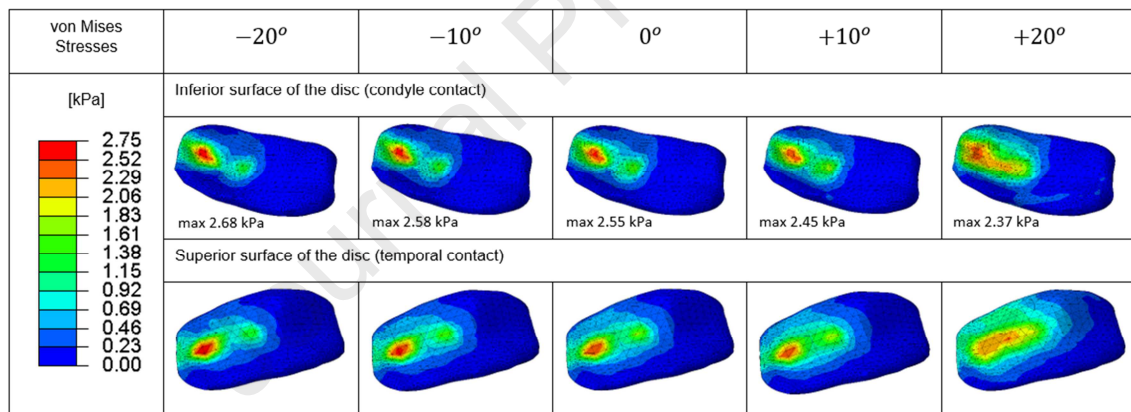 von Mises
Stresses
−20°
−10°
0°
+10°
+20°
[kPa]
Inferior surface of the disc (condyle contact)
2.75
2.52
2.29
2.06
1.83
1.61
1.38
1.15
0.92
0.69
0.46
0.23
0.00
max 2.68 kPa
max 2.58 kPa
max 2.55 kPa
max 2.45 kPa
max 2.37 kPa
Superior surface of the disc (temporal contact)